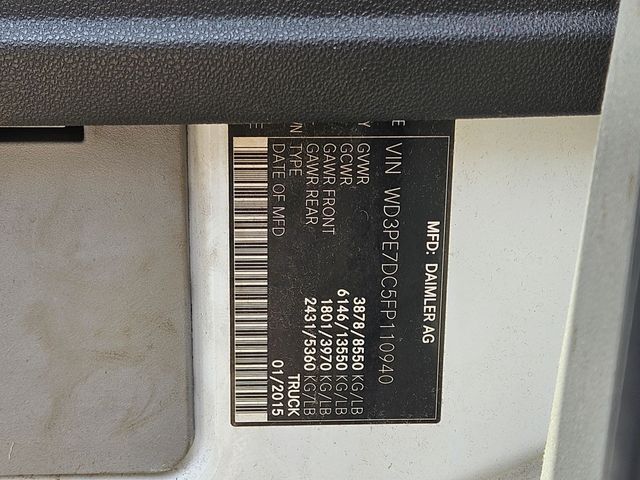 MFD: DAIMLER AG
VIN WD3PE7DC5FP110940
GVWR 3878/8550 KG/LB
GCWR 6146/13550 KG/LB
GAWR FRONT 1801/3970 KG/LB
GAWR REAR 2431/5360 KG/LB
TYPE TRUCK
DATE OF MFD 01/2015